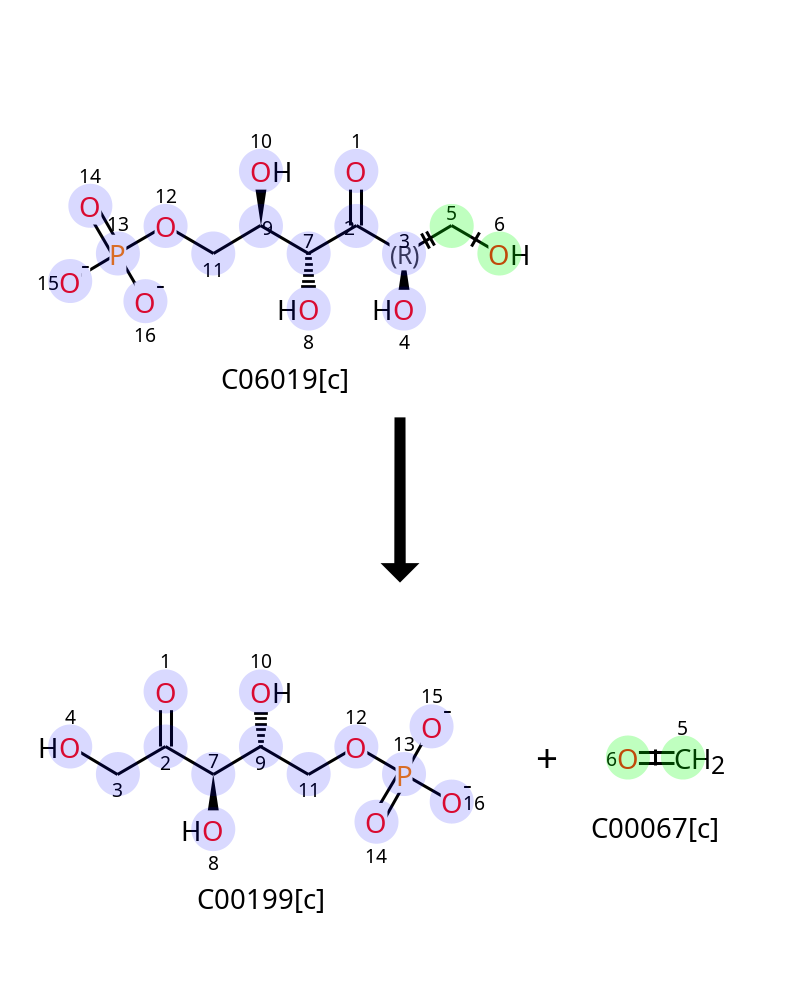 10 1
14 OH O
O 12 5 6
13 O 9 7 2 3
P (R) OH
15 O- 11
O- HO HO
16 8 4
C06019[c]
1 10 15
O OH O-
4 12
HO 2 7 9 O 13 5
3 11 P + 6 O CH2
O- 16
HO O
8 14
C00067[c]
C00199[c]